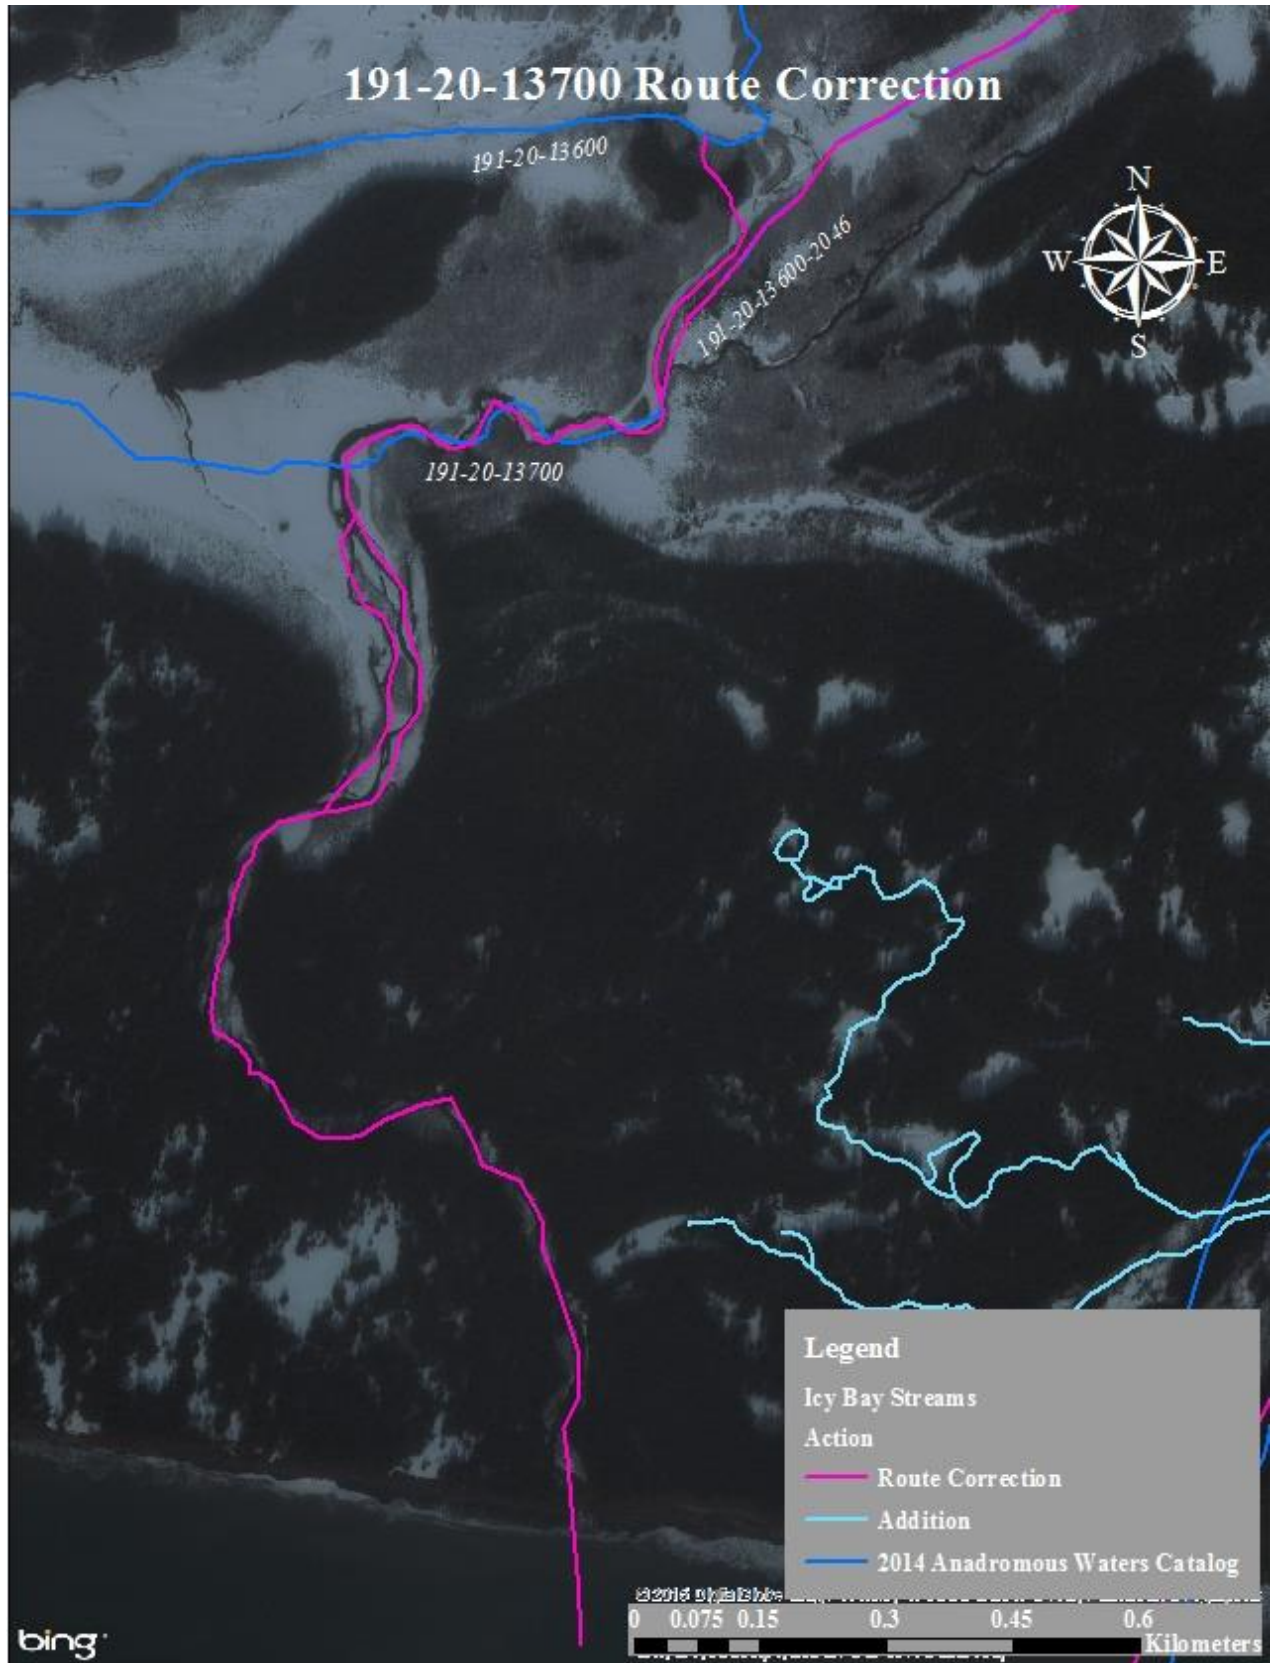 191-20-13700 Route Correction
191-20-13600
N
W E
S
191-20-13600-2046
191-20-13700
Legend
Icy Bay Streams
Action
Route Correction
Addition
2014 Anadromous Waters Catalog
0 0.075 0.15 0.3 0.45 0.6
Kilometers
bing